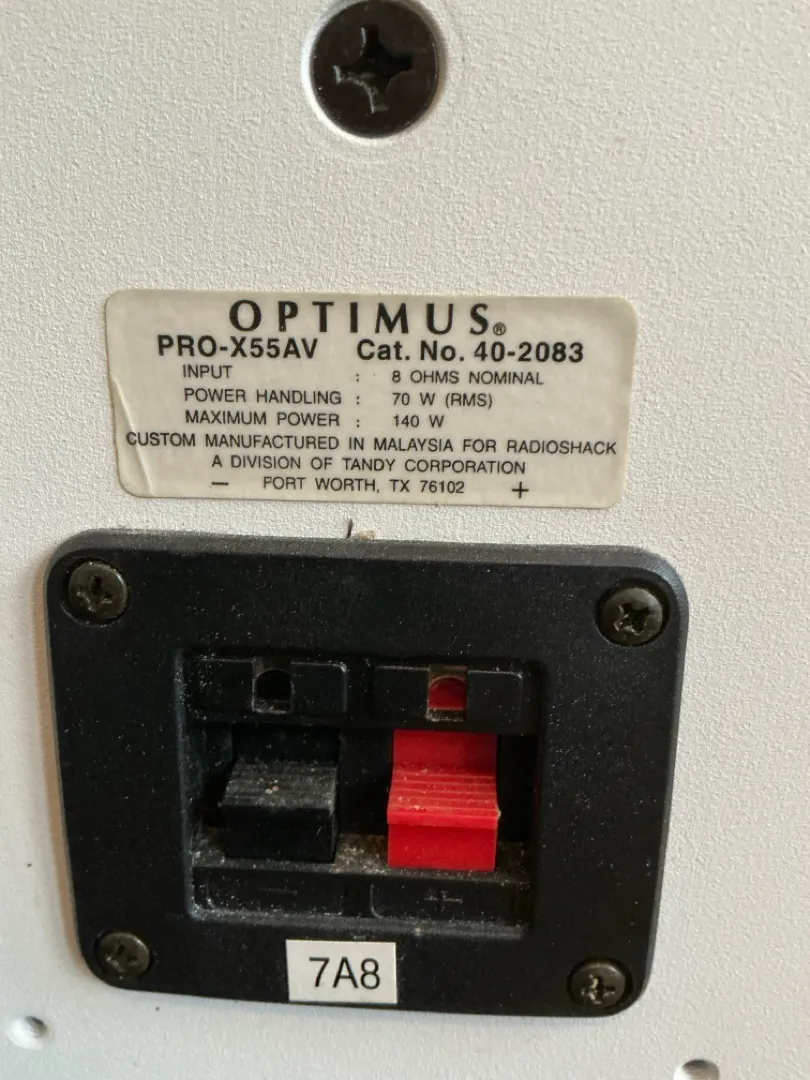 OPTIMUS®
PRO-X55AV Cat. No. 40-2083
INPUT : 8 OHMS NOMINAL
POWER HANDLING : 70 W (RMS)
MAXIMUM POWER : 140 W
CUSTOM MANUFACTURED IN MALAYSIA FOR RADIOSHACK
A DIVISION OF TANDY CORPORATION
− FORT WORTH, TX 76102 +
− +
7A8